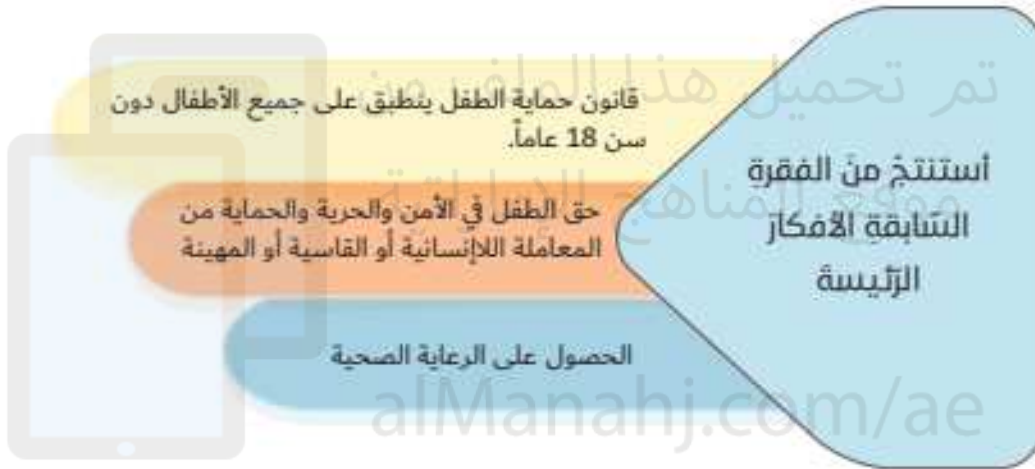 تم تحميل هذا الملف من
موقع المناهج الإماراتية
أستنتجُ منَ الفقرةِ
السّابقةِ الأفكارَ
الرّئيسةَ
قانون حماية الطفل ينطبق على جميع الأطفال دون
سن 18 عاماً.
حق الطفل في الأمن والحرية والحماية من
المعاملة اللاإنسانية أو القاسية أو المهينة
الحصول على الرعاية الصحية
alManahj.com/ae